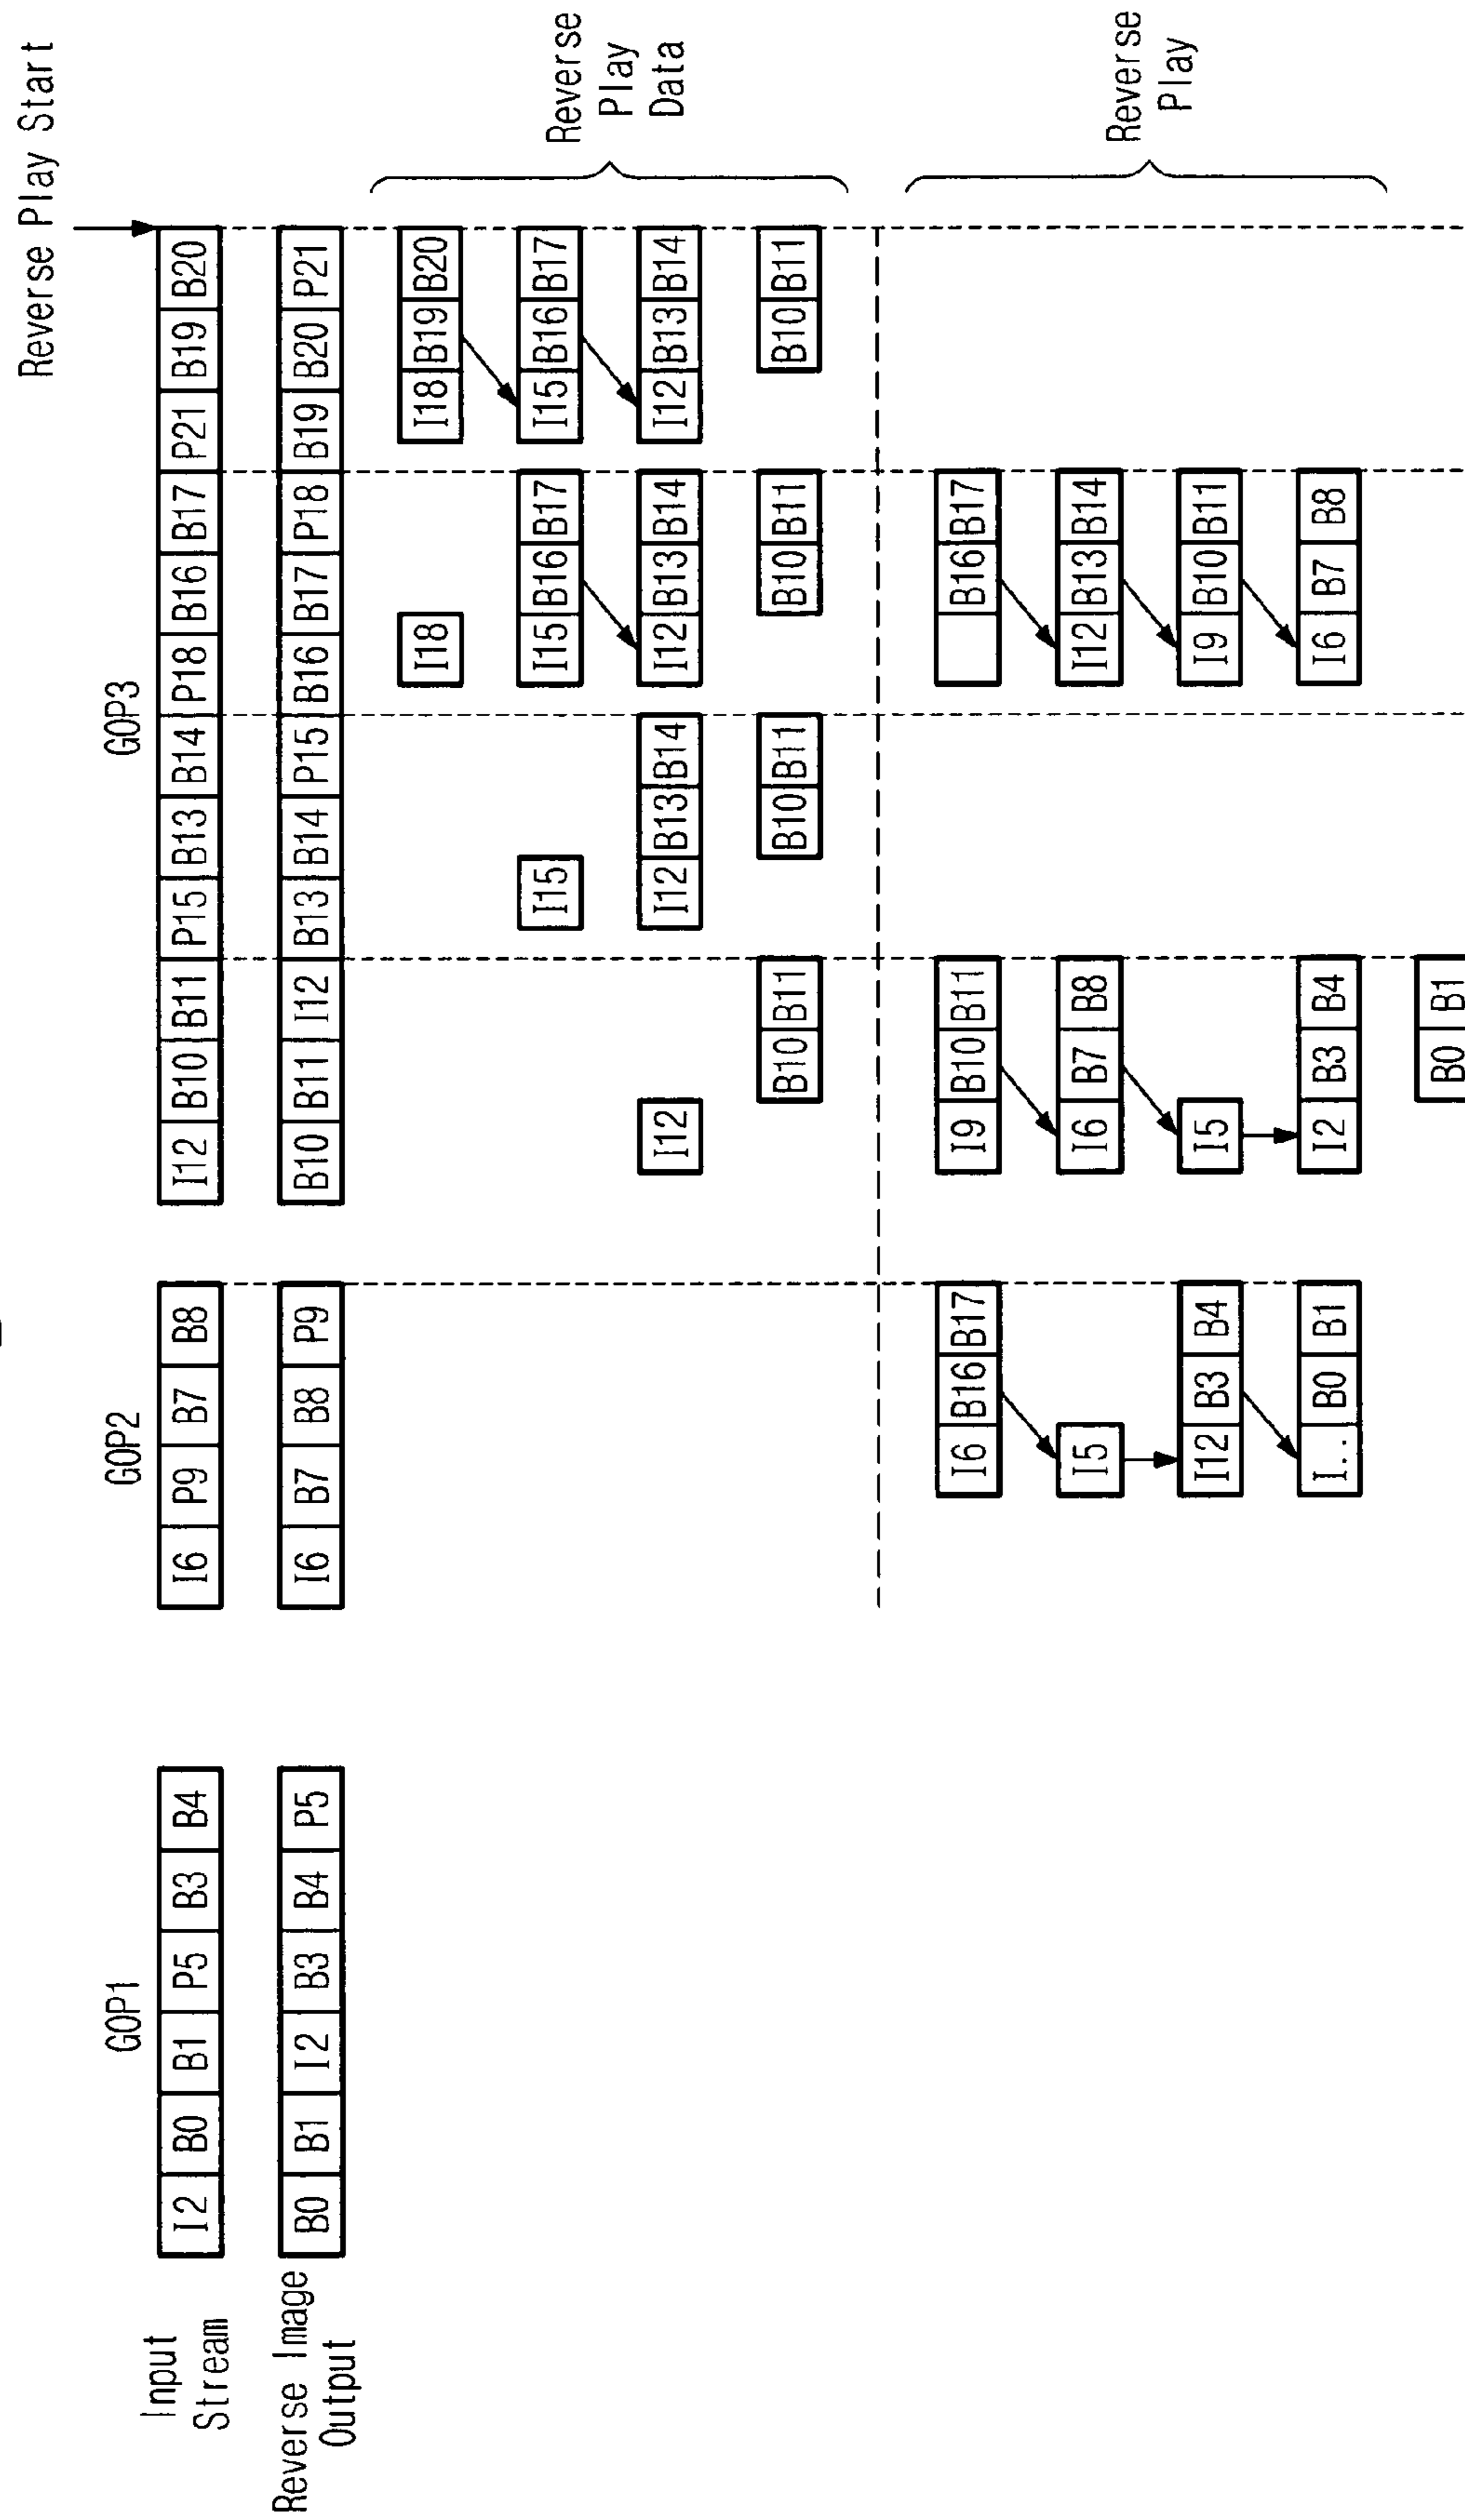 Reverse Play Start
GOP1 GOP2 GOP3
Input
Stream
I2 B0 B1 P5 B3 B4 I6 P9 B7 B8 I12 B10 B11 P15 B13 B14 P18 B16 B17 P21 B19 B20
Reverse Image
Output
B0 B1 I2 B3 B4 P5 I6 B7 B8 P9 B10 B11 I12 B13 B14 P15 B16 B17 P18 B19 B20 P21
I18 I18 B19 B20
I15 I15 B16 B17 I15 B16 B17
I12 I12 B13 B14 I12 B13 B14 I12 B13 B14
B10 B11 B10 B11 B10 B11 B10 B11
Reverse
Play
Data
I6 B16 B17 I9 B10 B11 B16 B17
I5 I6 B7 B8 I12 B13 B14
I12 B3 B4 I5 I9 B10 B11
I.. B0 B1 I2 B3 B4 I6 B7 B8
B0 B1
Reverse
Play